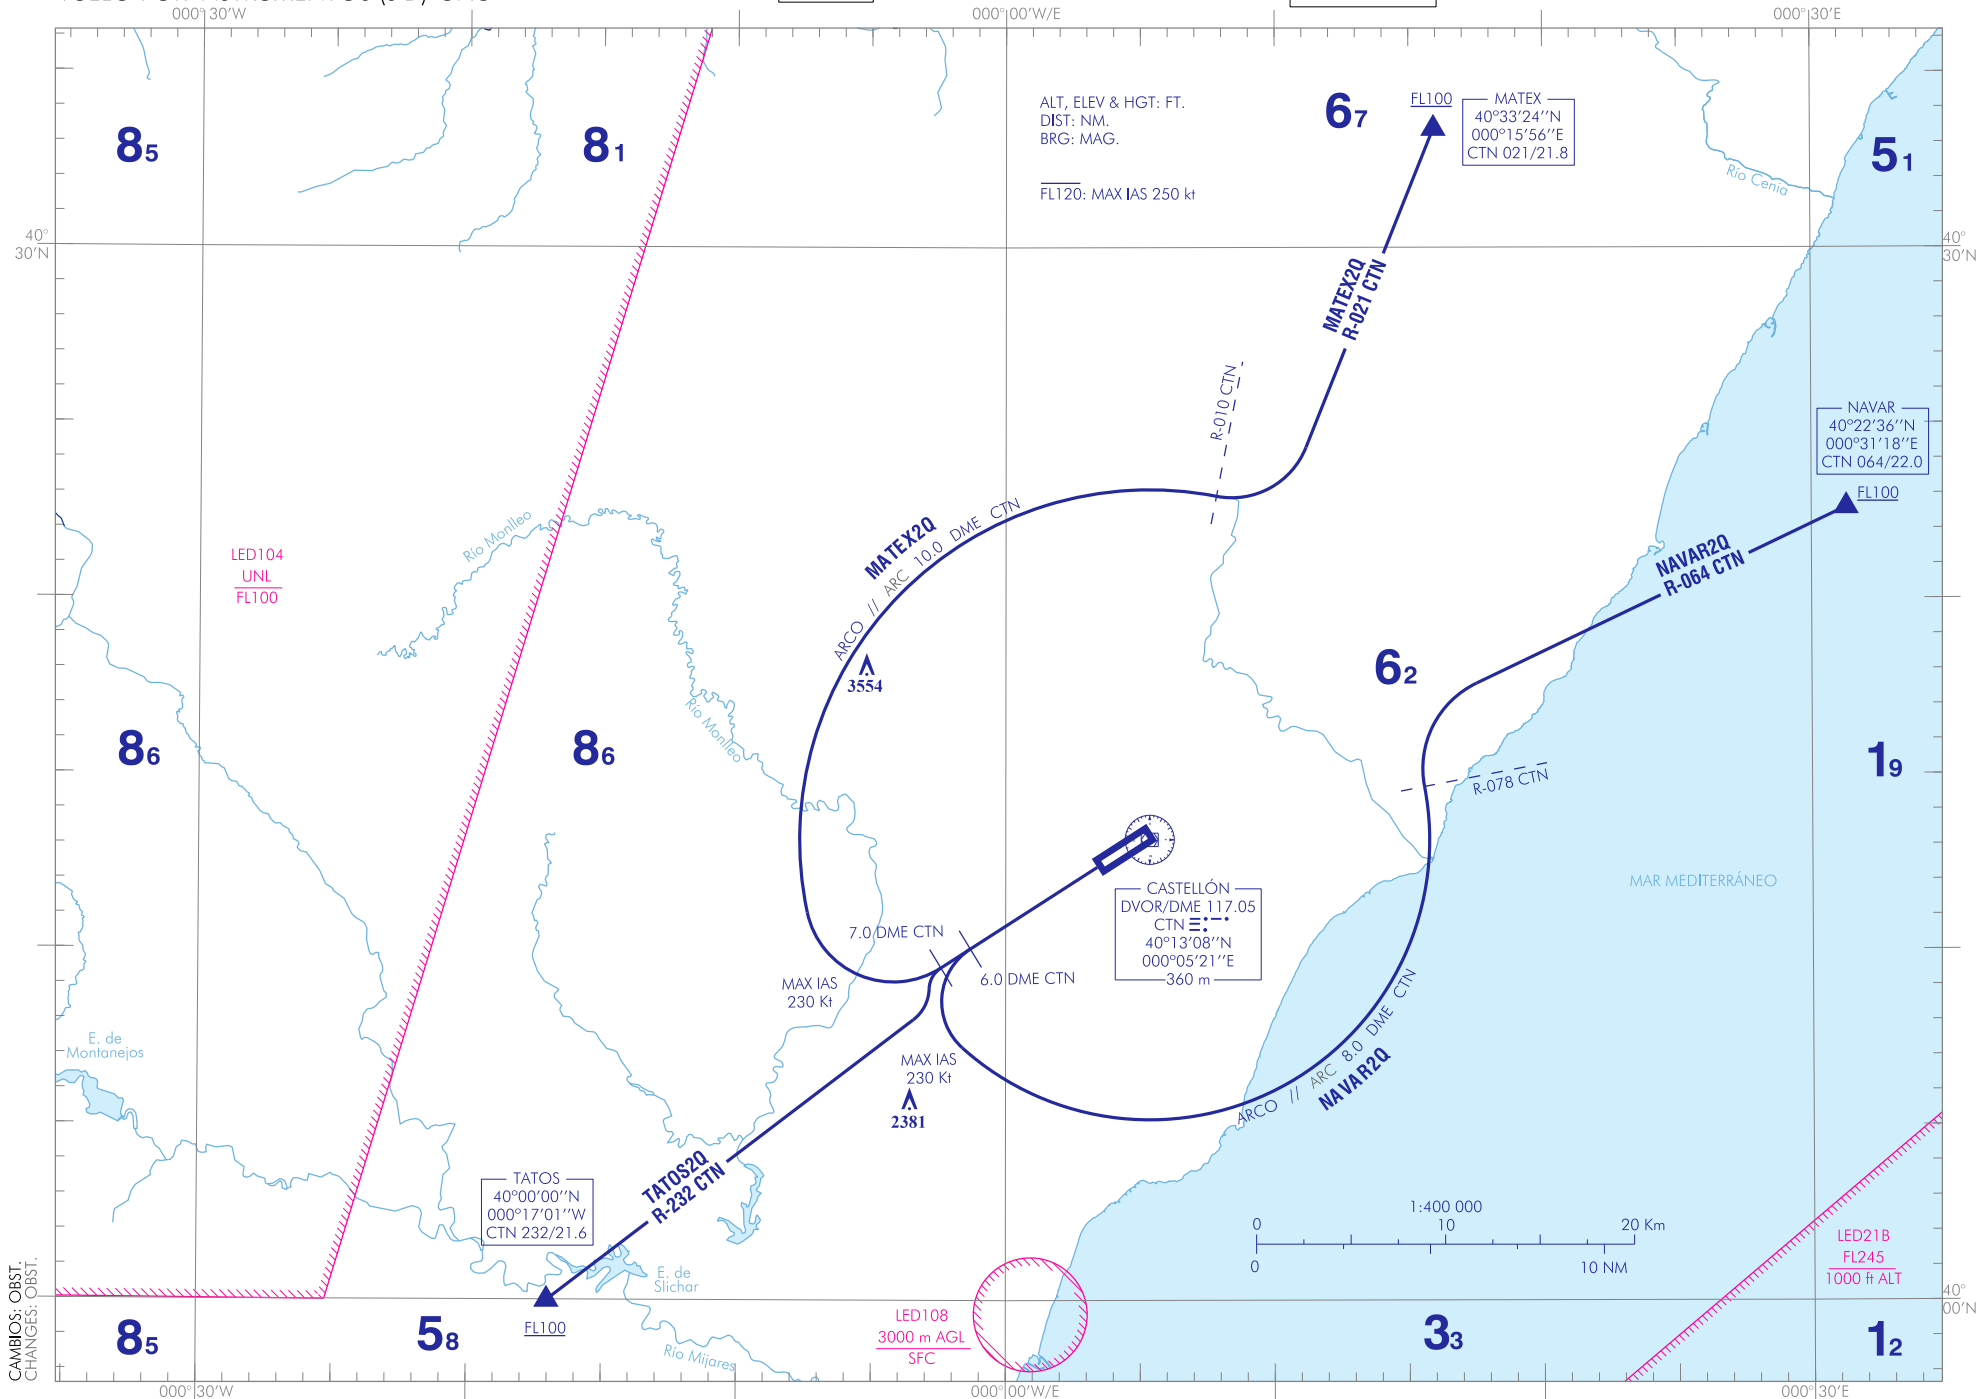 000°30'W
000°00'W/E
000°30'E
ALT, ELEV & HGT: FT.
DIST: NM.
BRG: MAG.
FL120: MAX IAS 250 kt
8₅
8₁
6₇
FL100
MATEX
40°33'24''N
000°15'56''E
CTN 021/21.8
5₁
Río Cenia
40°
30'N
40°
30'N
MATEX2Q
R-021 CTN
R-010 CTN
NAVAR
40°22'36''N
000°31'18''E
CTN 064/22.0
FL100
NAVAR2Q
R-064 CTN
Río Monlleo
LED104
UNL
FL100
MATEX2Q
ARCO // ARC 10.0 DME CTN
3554
Río Monlleo
6₂
8₆
8₆
1₉
R-078 CTN
MAR MEDITERRÁNEO
CASTELLÓN
DVOR/DME 117.05
CTN
40°13'08''N
000°05'21''E
360 m
7.0 DME CTN
6.0 DME CTN
MAX IAS
230 Kt
MAX IAS
230 Kt
2381
ARCO // ARC 8.0 DME CTN
NAVAR2Q
E. de
Montanejos
TATOS
40°00'00''N
000°17'01''W
CTN 232/21.6
TATOS2Q
R-232 CTN
FL100
E. de
Slichar
Río Mijares
1:400 000
0 10 20 Km
0 10 NM
LED21B
FL245
1000 ft ALT
LED108
3000 m AGL
SFC
8₅
5₈
3₃
1₂
40°
00'N
CAMBIOS: OBST.
CHANGES: OBST.
000°30'W
000°00'W/E
000°30'E